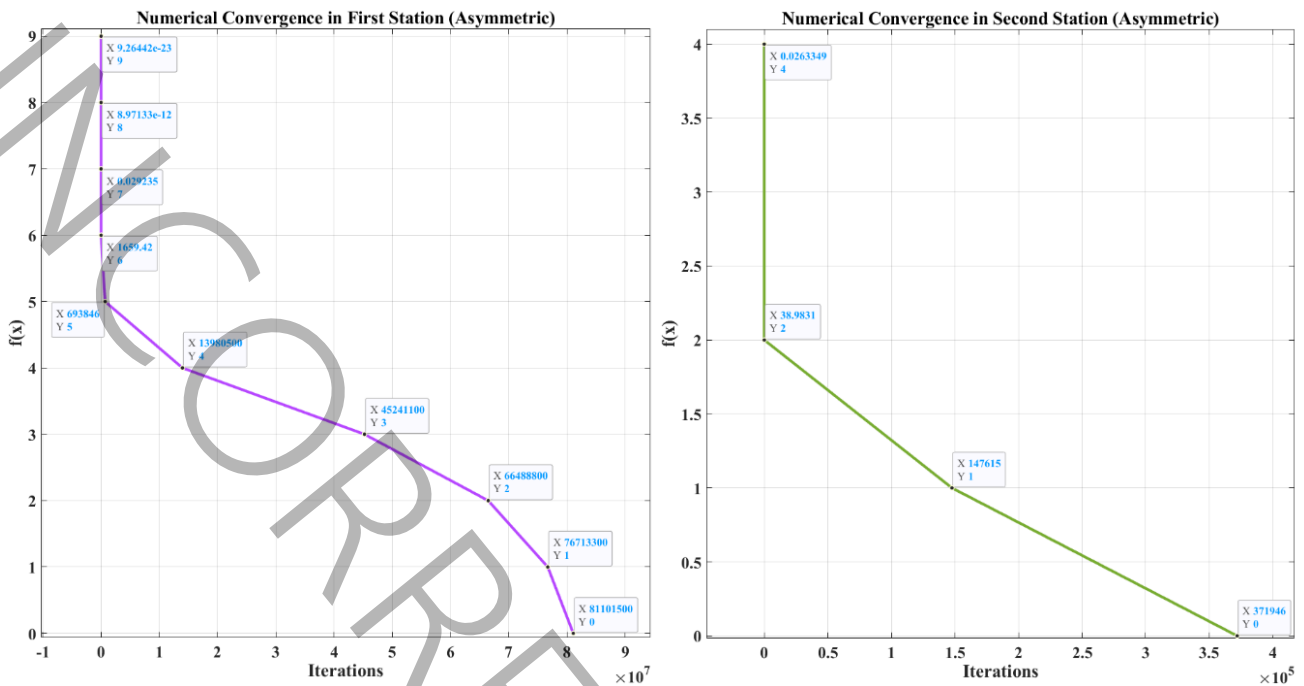 Numerical Convergence in First Station (Asymmetric)
f(x)
9
8
7
6
5
4
3
2
1
0
X 9.26442e-23
Y 9
X 8.97133e-12
Y 8
X 0.029235
Y 7
X 1659.42
Y 6
X 693846
Y 5
X 13980500
Y 4
X 45241100
Y 3
X 66488800
Y 2
X 76713300
Y 1
X 81101500
Y 0
-1 0 1 2 3 4 5 6 7 8 9
Iterations
×10^7
Numerical Convergence in Second Station (Asymmetric)
f(x)
4
3.5
3
2.5
2
1.5
1
0.5
0
X 0.0263349
Y 4
X 38.9831
Y 2
X 147615
Y 1
X 371946
Y 0
0 0.5 1 1.5 2 2.5 3 3.5 4
Iterations
×10^5